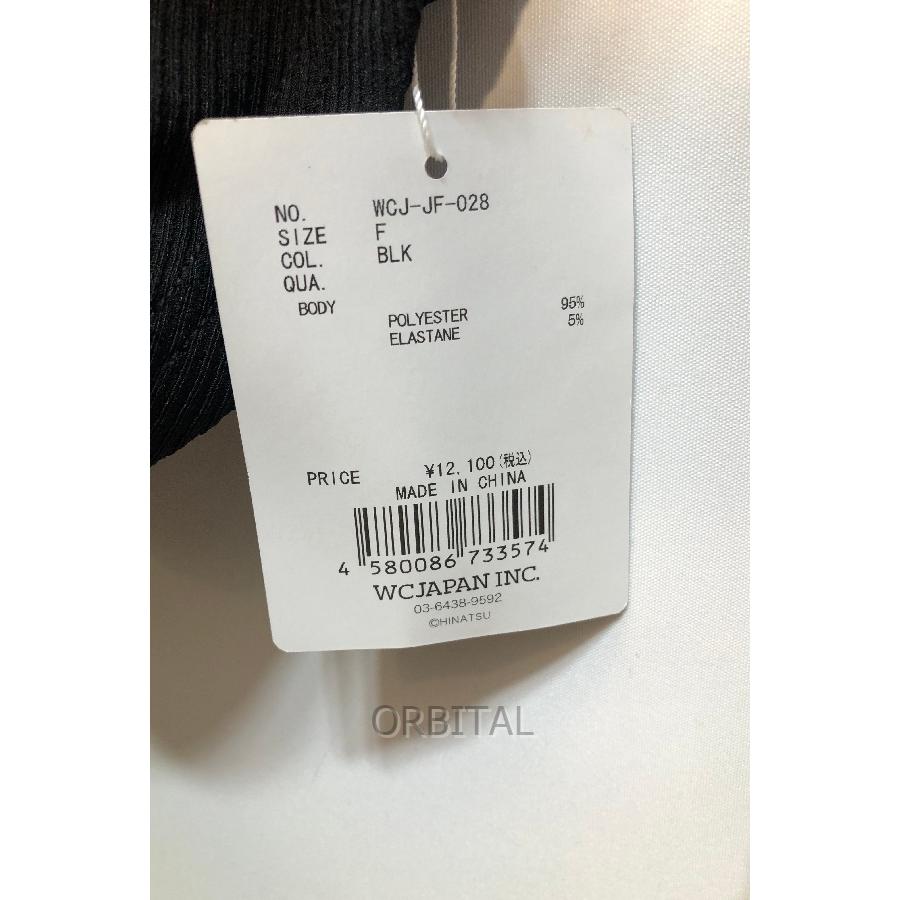 NO. WCJ-JF-028
SIZE F
COL. BLK
QUA.
BODY
POLYESTER 95%
ELASTANE 5%
PRICE ¥12,100(税込)
MADE IN CHINA
4 580086 733574
WCJAPAN INC.
03-6438-9592
©HINATSU
ORBITAL